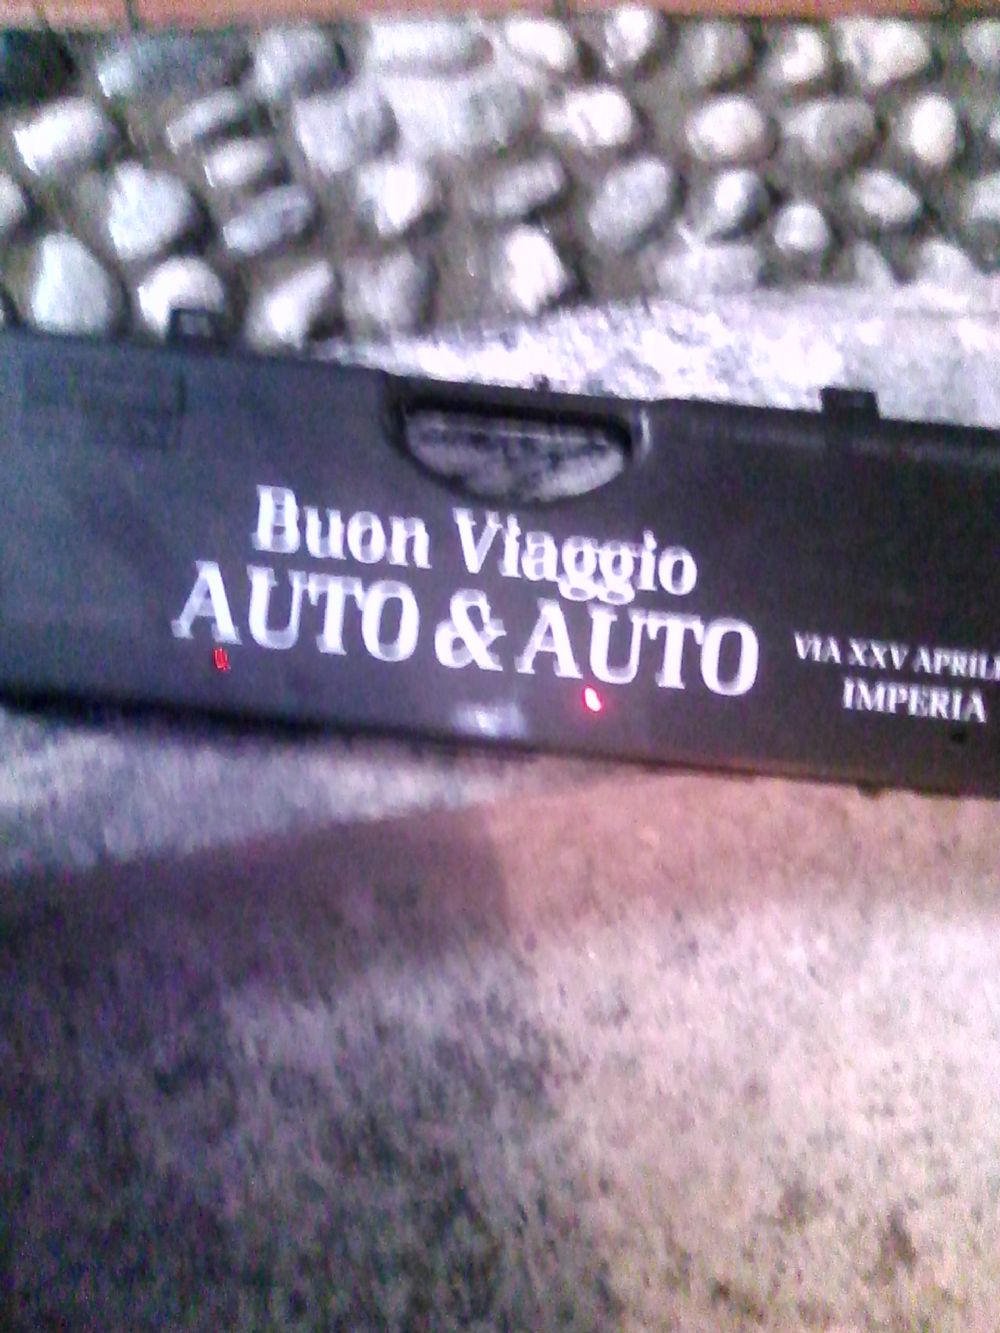 Buon Viaggio
AUTO & AUTO
VIA XXV APRILE
IMPERIA